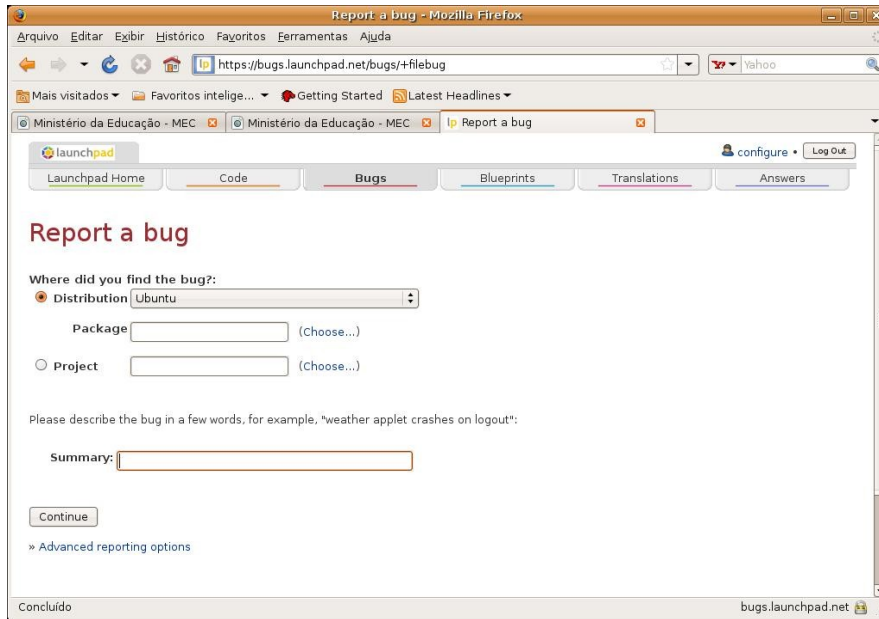 Report a bug - Mozilla Firefox
Arquivo Editar Exibir Histórico Favoritos Ferramentas Ajuda
lp https://bugs.launchpad.net/bugs/+filebug Yahoo
Mais visitados Favoritos intelige... Getting Started Latest Headlines
Ministério da Educação - MEC Ministério da Educação - MEC lp Report a bug
launchpad configure • Log Out
Launchpad Home Code Bugs Blueprints Translations Answers
Report a bug
Where did you find the bug?:
Distribution Ubuntu
Package (Choose...)
Project (Choose...)
Please describe the bug in a few words, for example, "weather applet crashes on logout":
Summary:
Continue
» Advanced reporting options
Concluído bugs.launchpad.net